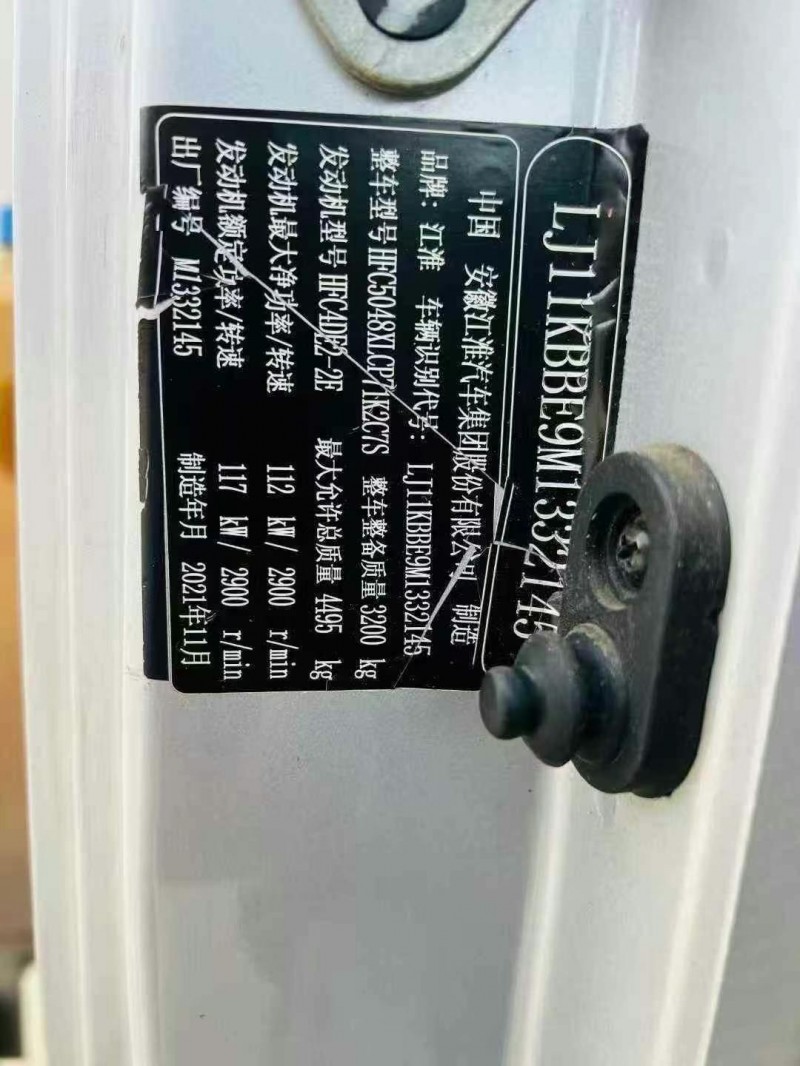 LJ11KBBE9M1332145
中国 安徽江淮汽车集团股份有限公司 制造
品牌: 江淮 车辆识别代号: LJ11KBBE9M1332145
整车型号 HFC5048XLCP71K2C7S 整车整备质量 3200 kg
发动机型号 HFC4DE2-2E 最大允许总质量 4495 kg
发动机最大净功率/转速 112 kW/ 2900 r/min
发动机额定功率/转速 117 kW/ 2900 r/min
出厂编号 M1332145 制造年月 2021年11月